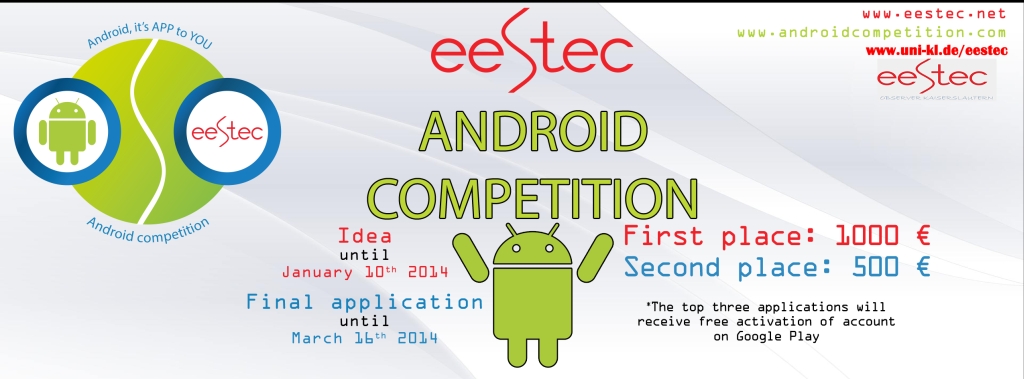 Android, it's APP to YOU
eestec
Android competition
eestec
ANDROID
COMPETITION
Idea
until
January 10th 2014
Final application
until
March 16th 2014
www.eestec.net
www.androidcompetition.com
www.uni-kl.de/eestec
eestec
OBSERVER KAISERSLAUTERN
First place: 1000 €
Second place: 500 €
*The top three applications will
receive free activation of account
on Google Play